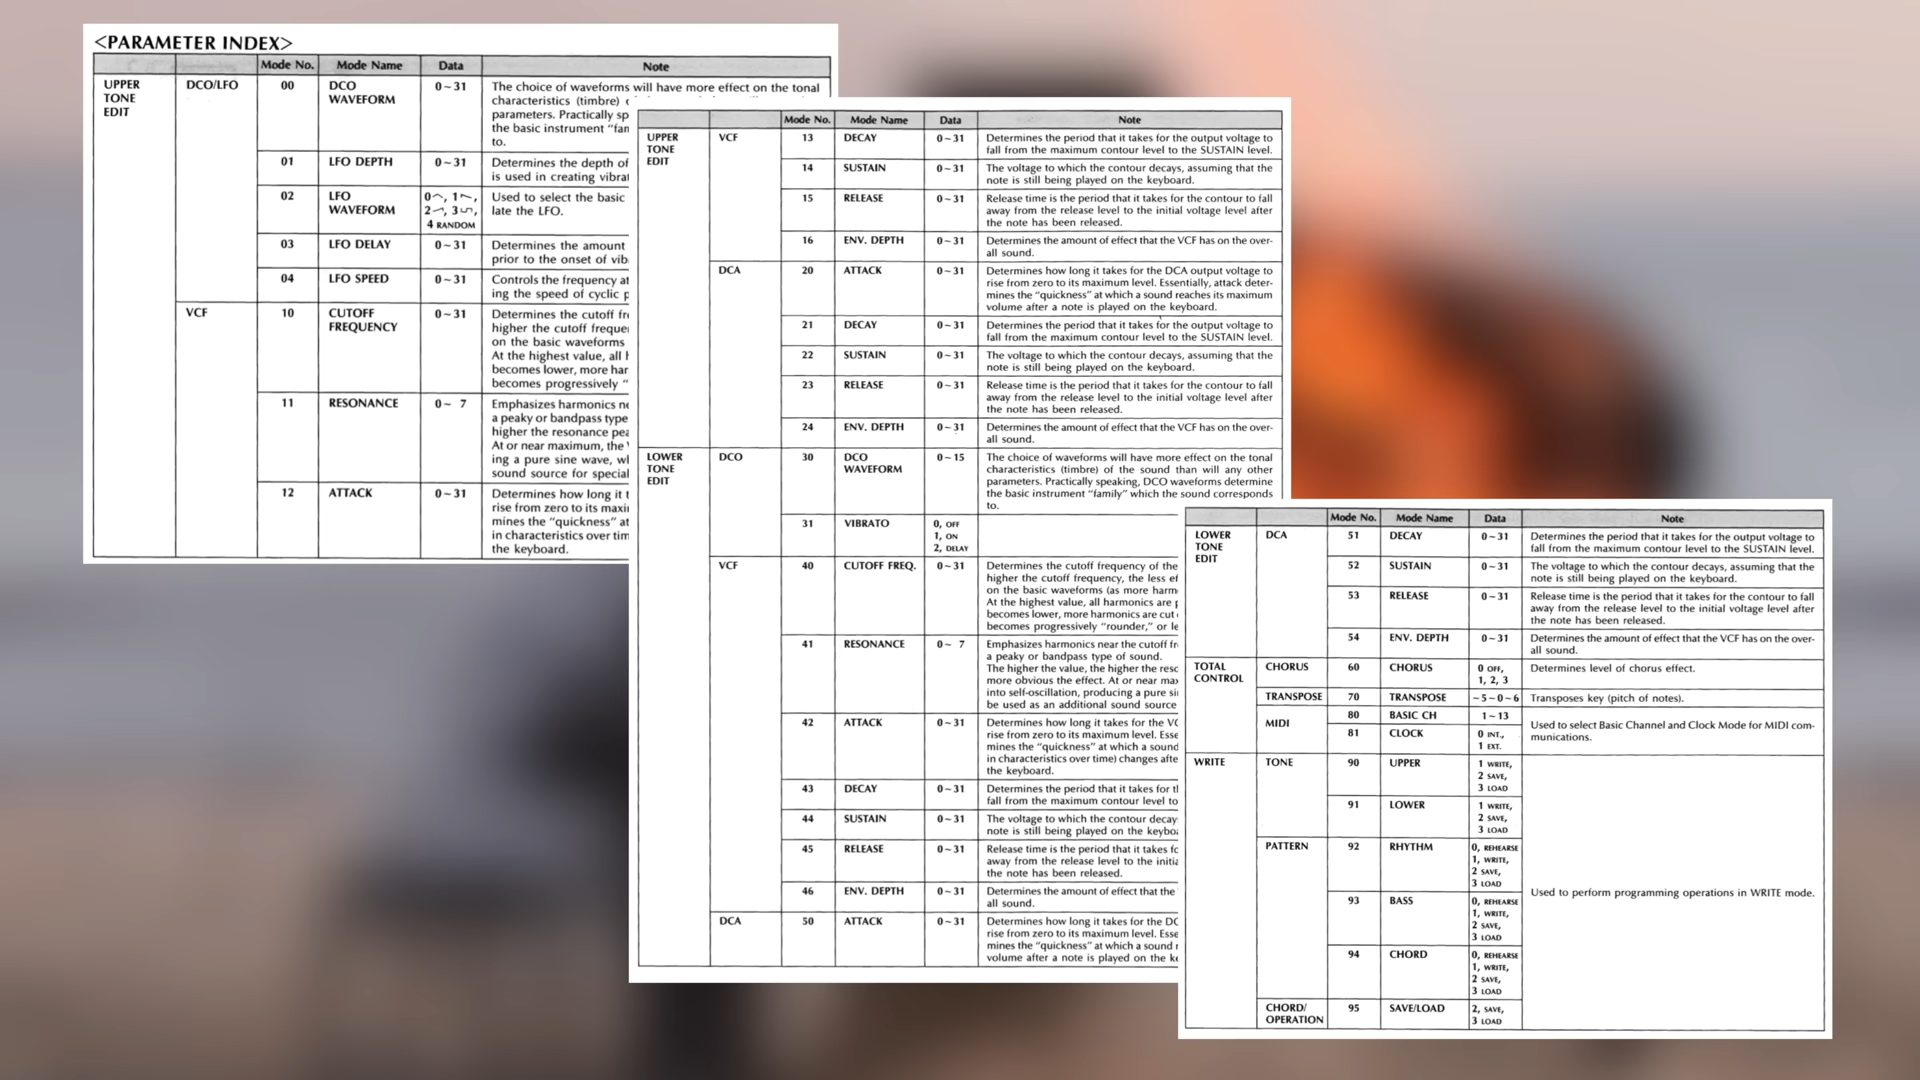 <PARAMETER INDEX>
Mode No. Mode Name Data Note
UPPER TONE EDIT DCO/LFO 00 DCO WAVEFORM 0~31 The choice of waveforms will have more effect on the tonal
characteristics (timbre)
parameters. Practically sp
the basic instrument "fan
to.
01 LFO DEPTH 0~31 Determines the depth of
is used in creating vibra
02 LFO WAVEFORM 0, 1, Used to select the basic
2, 3, late the LFO.
4 RANDOM
03 LFO DELAY 0~31 Determines the amount
prior to the onset of vib
04 LFO SPEED 0~31 Controls the frequency at
ing the speed of cyclic p
VCF 10 CUTOFF FREQUENCY 0~31 Determines the cutoff fr
higher the cutoff freque
on the basic waveforms
At the highest value, all h
becomes lower, more har
becomes progressively "
11 RESONANCE 0~ 7 Emphasizes harmonics ne
a peaky or bandpass type
higher the resonance pea
At or near maximum, the
ing a pure sine wave, wh
sound source for special
12 ATTACK 0~31 Determines how long it t
rise from zero to its maxi
mines the "quickness" at
in characteristics over tim
the keyboard.
Mode No. Mode Name Data Note
UPPER TONE EDIT VCF 13 DECAY 0~31 Determines the period that it takes for the output voltage to
fall from the maximum contour level to the SUSTAIN level.
14 SUSTAIN 0~31 The voltage to which the contour decays, assuming that the
note is still being played on the keyboard.
15 RELEASE 0~31 Release time is the period that it takes for the contour to fall
away from the release level to the initial voltage level after
the note has been released.
16 ENV. DEPTH 0~31 Determines the amount of effect that the VCF has on the over-
all sound.
DCA 20 ATTACK 0~31 Determines how long it takes for the DCA output voltage to
rise from zero to its maximum level. Essentially, attack deter-
mines the "quickness" at which a sound reaches its maximum
volume after a note is played on the keyboard.
21 DECAY 0~31 Determines the period that it takes for the output voltage to
fall from the maximum contour level to the SUSTAIN level.
22 SUSTAIN 0~31 The voltage to which the contour decays, assuming that the
note is still being played on the keyboard.
23 RELEASE 0~31 Release time is the period that it takes for the contour to fall
away from the release level to the initial voltage level after
the note has been released.
24 ENV. DEPTH 0~31 Determines the amount of effect that the VCF has on the over-
all sound.
LOWER TONE EDIT DCO 30 DCO WAVEFORM 0~15 The choice of waveforms will have more effect on the tonal
characteristics (timbre) of the sound than will any other
parameters. Practically speaking, DCO waveforms determine
the basic instrument "family" which the sound corresponds
to.
31 VIBRATO 0, OFF
1, ON
2, DELAY
VCF 40 CUTOFF FREQ. 0~31 Determines the cutoff frequency of the
higher the cutoff frequency, the less ef
on the basic waveforms (as more harm
At the highest value, all harmonics are p
becomes lower, more harmonics are cut
becomes progressively "rounder," or le
41 RESONANCE 0~ 7 Emphasizes harmonics near the cutoff fr
a peaky or bandpass type of sound.
The higher the value, the higher the reso
more obvious the effect. At or near max
into self-oscillation, producing a pure si
be used as an additional sound source
42 ATTACK 0~31 Determines how long it takes for the VC
rise from zero to its maximum level. Esse
mines the "quickness" at which a sound
in characteristics over time) changes afte
the keyboard.
43 DECAY 0~31 Determines the period that it takes for t
fall from the maximum contour level to
44 SUSTAIN 0~31 The voltage to which the contour decay
note is still being played on the keyboa
45 RELEASE 0~31 Release time is the period that it takes fo
away from the release level to the initia
the note has been released.
46 ENV. DEPTH 0~31 Determines the amount of effect that the
all sound.
DCA 50 ATTACK 0~31 Determines how long it takes for the DC
rise from zero to its maximum level. Esse
mines the "quickness" at which a sound r
volume after a note is played on the ke
Mode No. Mode Name Data Note
LOWER TONE EDIT DCA 51 DECAY 0~31 Determines the period that it takes for the output voltage to
fall from the maximum contour level to the SUSTAIN level.
52 SUSTAIN 0~31 The voltage to which the contour decays, assuming that the
note is still being played on the keyboard.
53 RELEASE 0~31 Release time is the period that it takes for the contour to fall
away from the release level to the initial voltage level after
the note has been released.
54 ENV. DEPTH 0~31 Determines the amount of effect that the VCF has on the over-
all sound.
TOTAL CONTROL CHORUS 60 CHORUS 0 OFF, Determines level of chorus effect.
1, 2, 3
TRANSPOSE 70 TRANSPOSE −5~0~6 Transposes key (pitch of notes).
MIDI 80 BASIC CH 1~13 Used to select Basic Channel and Clock Mode for MIDI com-
munications.
81 CLOCK 0 INT.,
1 EXT.
WRITE TONE 90 UPPER 1 WRITE,
2 SAVE,
3 LOAD
91 LOWER 1 WRITE,
2 SAVE,
3 LOAD
PATTERN 92 RHYTHM 0, REHEARSE
1, WRITE,
2 SAVE,
3 LOAD
Used to perform programming operations in WRITE mode.
93 BASS 0, REHEARSE
1, WRITE,
2 SAVE,
3 LOAD
94 CHORD 0, REHEARSE
1, WRITE,
2 SAVE,
3 LOAD
CHORD/ OPERATION 95 SAVE/LOAD 2, SAVE,
3 LOAD